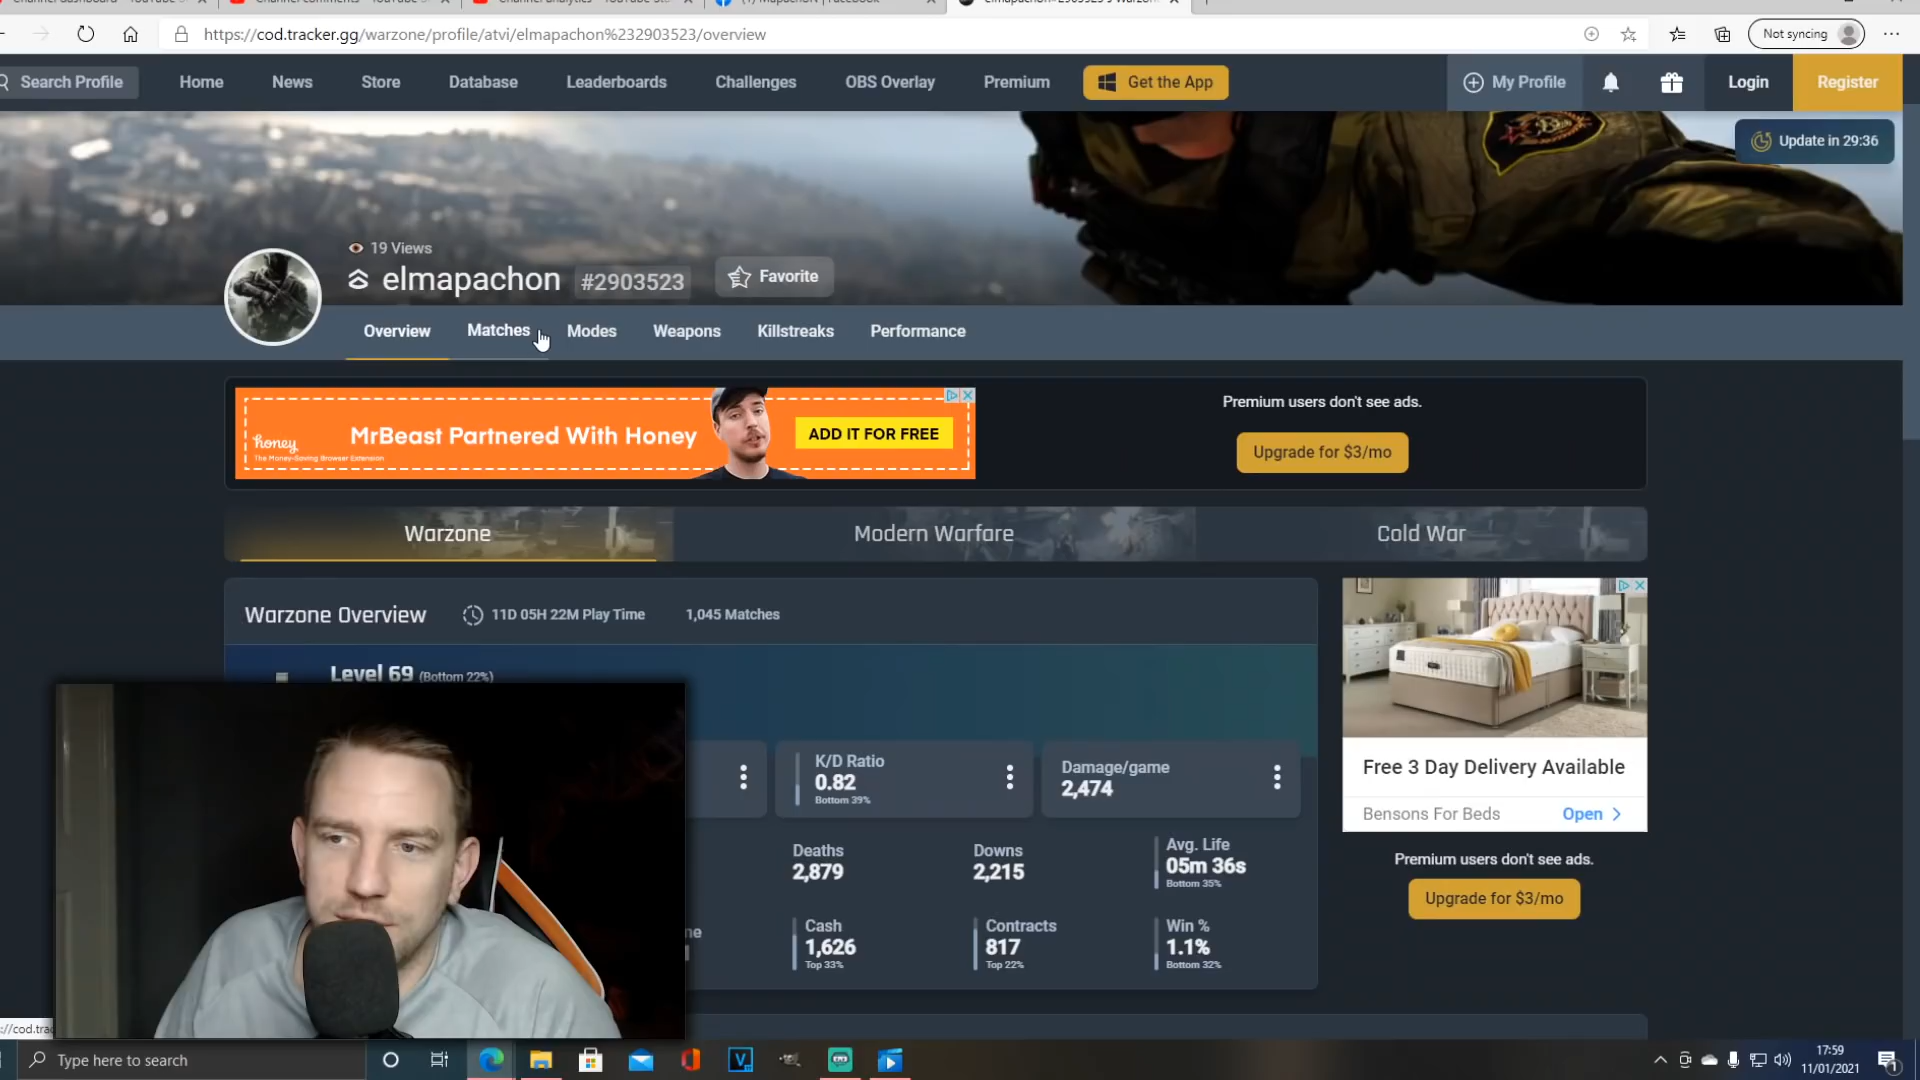 https://cod.tracker.gg/warzone/profile/atvi/elmapachon%232903523/overview
Not syncing
Search Profile
Home
News
Store
Database
Leaderboards
Challenges
OBS Overlay
Premium
Get the App
My Profile
Login
Register
Update in 29:36
19 Views
elmapachon #2903523
Favorite
Overview
Matches
Modes
Weapons
Killstreaks
Performance
honey
The Money-Saving Browser Extension
MrBeast Partnered With Honey
ADD IT FOR FREE
Premium users don't see ads.
Upgrade for $3/mo
Warzone
Modern Warfare
Cold War
Warzone Overview
11D 05H 22M Play Time
1,045 Matches
Level 69 (Bottom 22%)
K/D Ratio
0.82
Bottom 39%
Damage/game
2,474
Deaths
2,879
Downs
2,215
Avg. Life
05m 36s
Bottom 35%
Cash
1,626
Top 33%
Contracts
817
Top 22%
Win %
1.1%
Bottom 32%
Free 3 Day Delivery Available
Bensons For Beds
Open
Premium users don't see ads.
Upgrade for $3/mo
Type here to search
17:59
11/01/2021